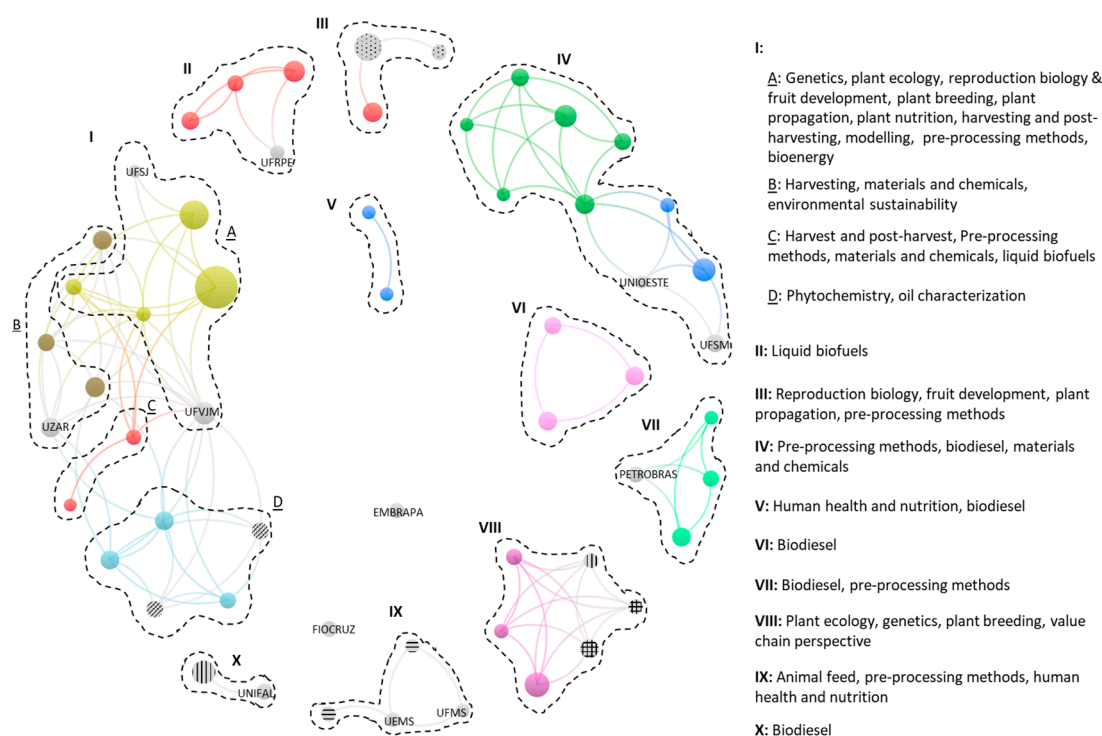 III
II
IV
I
UFRPE
UFSJ
V
A
UNIOESTE
VI
B
UFSM
C
UFVJM
UZAR
VII
PETROBRAS
D
EMBRAPA
VIII
IX
FIOCRUZ
X
UNIFAL
UEMS
UFMS
I:
A: Genetics, plant ecology, reproduction biology &
fruit development, plant breeding, plant
propagation, plant nutrition, harvesting and post-
harvesting, modelling, pre-processing methods,
bioenergy
B: Harvesting, materials and chemicals,
environmental sustainability
C: Harvest and post-harvest, Pre-processing
methods, materials and chemicals, liquid biofuels
D: Phytochemistry, oil characterization
II: Liquid biofuels
III: Reproduction biology, fruit development, plant
propagation, pre-processing methods
IV: Pre-processing methods, biodiesel, materials
and chemicals
V: Human health and nutrition, biodiesel
VI: Biodiesel
VII: Biodiesel, pre-processing methods
VIII: Plant ecology, genetics, plant breeding, value
chain perspective
IX: Animal feed, pre-processing methods, human
health and nutrition
X: Biodiesel